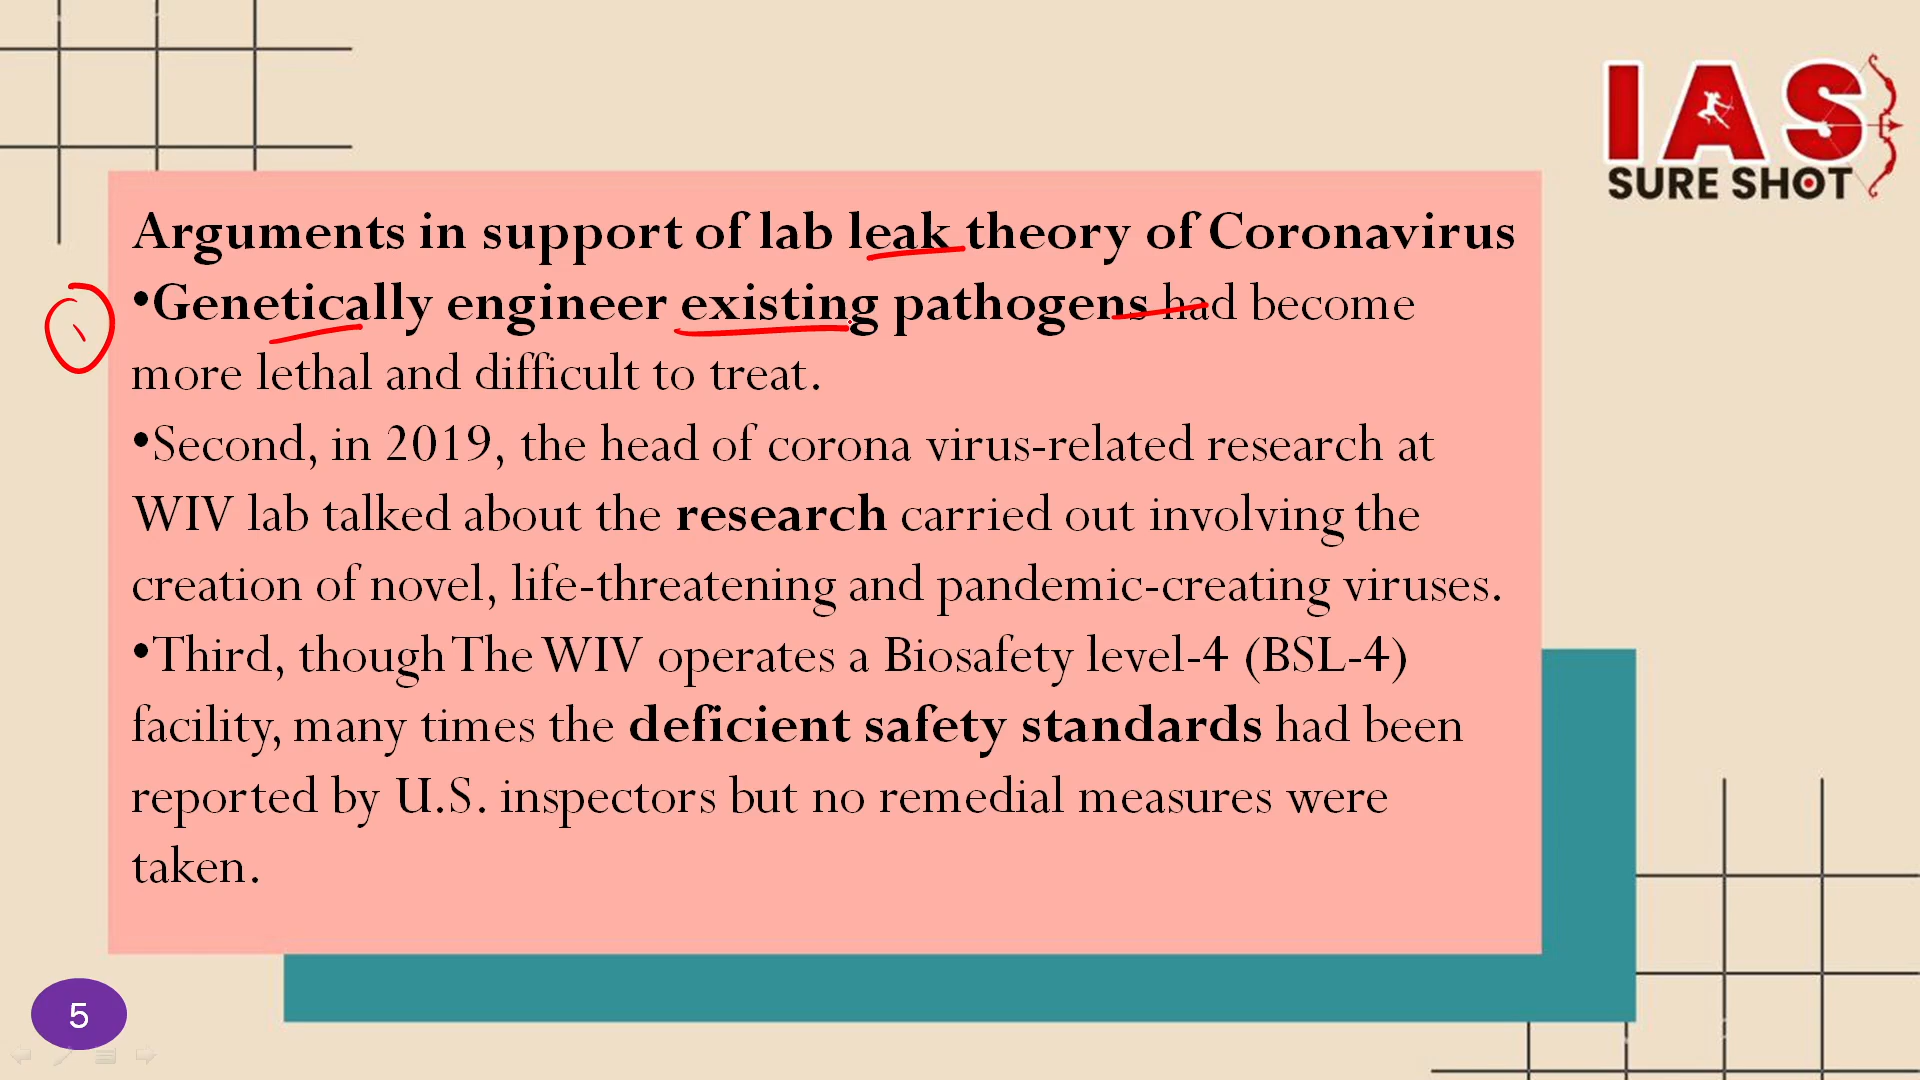 IAS
SURE SHOT
Arguments in support of lab leak theory of Coronavirus
•Genetically engineer existing pathogens had become
more lethal and difficult to treat.
•Second, in 2019, the head of corona virus-related research at
WIV lab talked about the research carried out involving the
creation of novel, life-threatening and pandemic-creating viruses.
•Third, though The WIV operates a Biosafety level-4 (BSL-4)
facility, many times the deficient safety standards had been
reported by U.S. inspectors but no remedial measures were
taken.
5